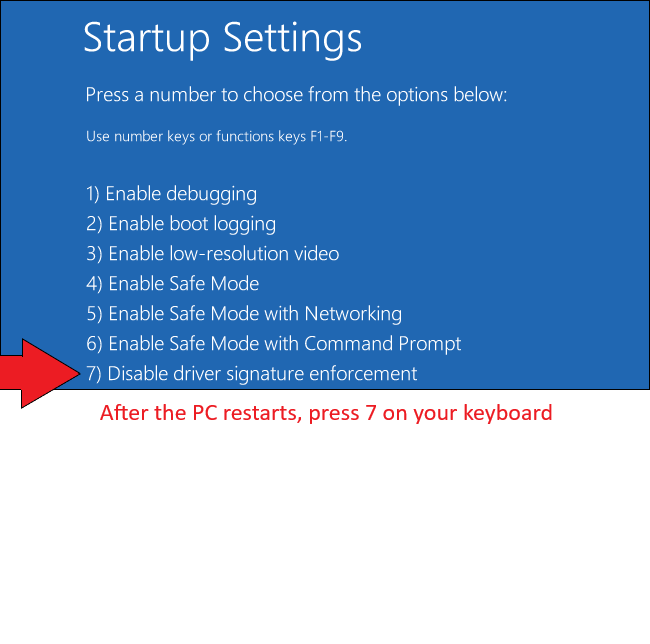 Startup Settings
Press a number to choose from the options below:
Use number keys or functions keys F1-F9.
1) Enable debugging
2) Enable boot logging
3) Enable low-resolution video
4) Enable Safe Mode
5) Enable Safe Mode with Networking
6) Enable Safe Mode with Command Prompt
7) Disable driver signature enforcement
After the PC restarts, press 7 on your keyboard